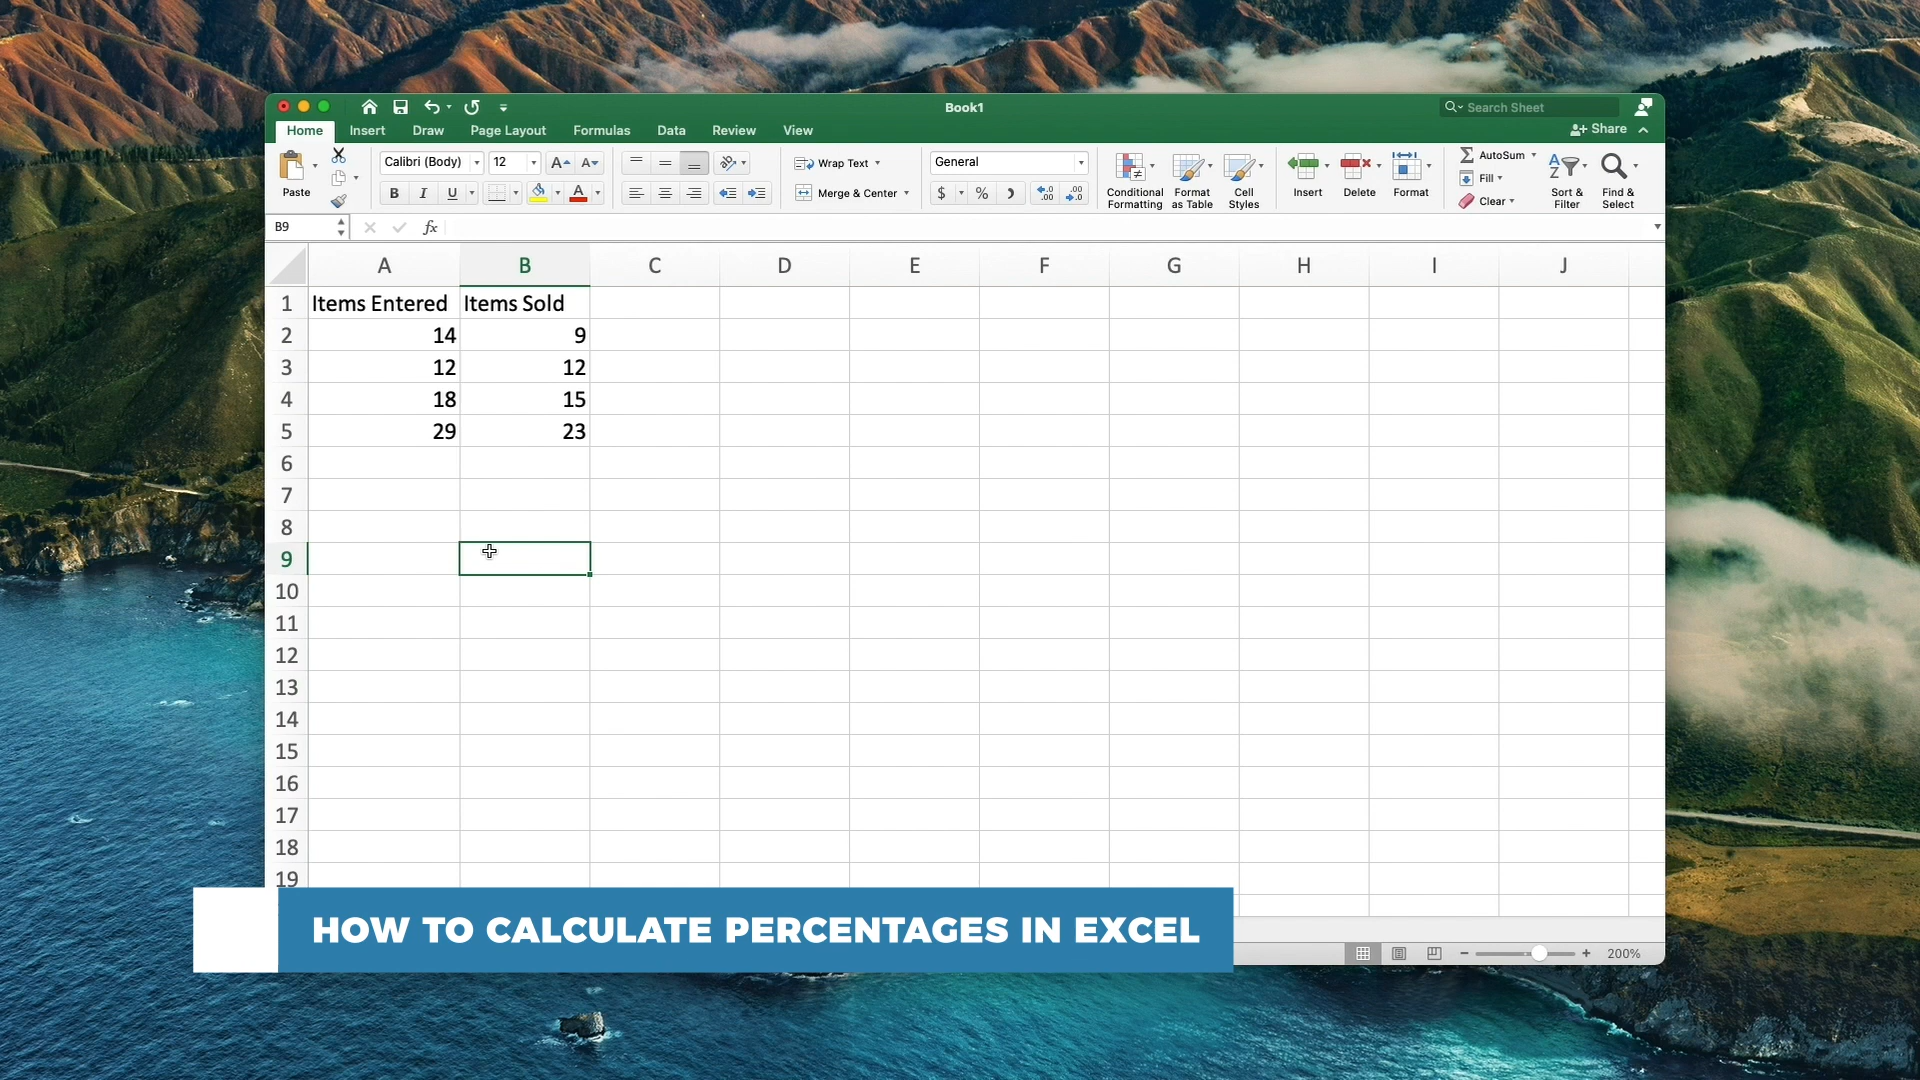 Book1
Search Sheet
Home Insert Draw Page Layout Formulas Data Review View
Share
Paste
Calibri (Body) 12
A A
B I U A
Wrap Text
Merge & Center
General
$ % )
Conditional Formatting
Format as Table
Cell Styles
Insert
Delete
Format
AutoSum
Fill
Clear
Sort & Filter
Find & Select
B9
fx
A B C D E F G H I J
1 Items Entered Items Sold
2 14 9
3 12 12
4 18 15
5 29 23
6
7
8
9
10
11
12
13
14
15
16
17
18
19
HOW TO CALCULATE PERCENTAGES IN EXCEL
200%